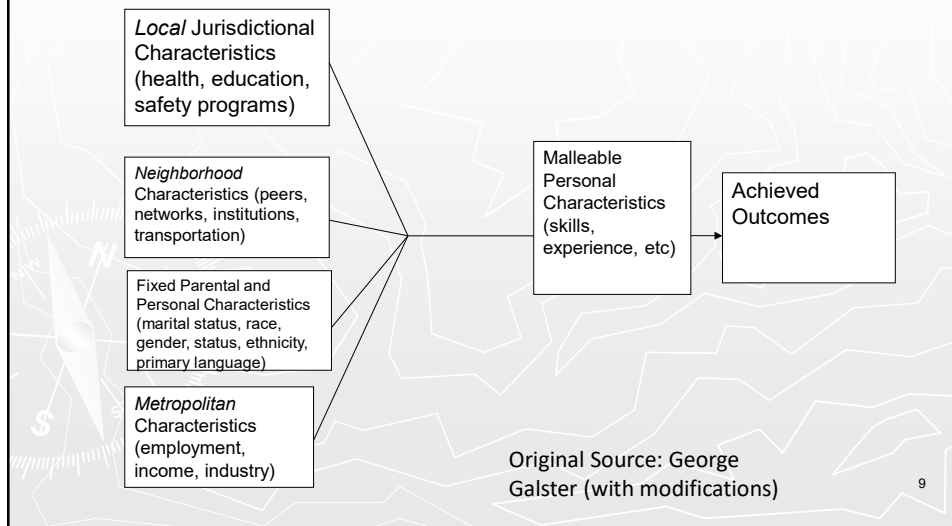 Local Jurisdictional
Characteristics
(health, education,
safety programs)
Neighborhood
Characteristics (peers,
networks, institutions,
transportation)
Fixed Parental and
Personal Characteristics
(marital status, race,
gender, status, ethnicity,
primary language)
Metropolitan
Characteristics
(employment,
income, industry)
Malleable
Personal
Characteristics
(skills,
experience, etc)
Achieved
Outcomes
N
NW
S
Original Source: George
Galster (with modifications)
9